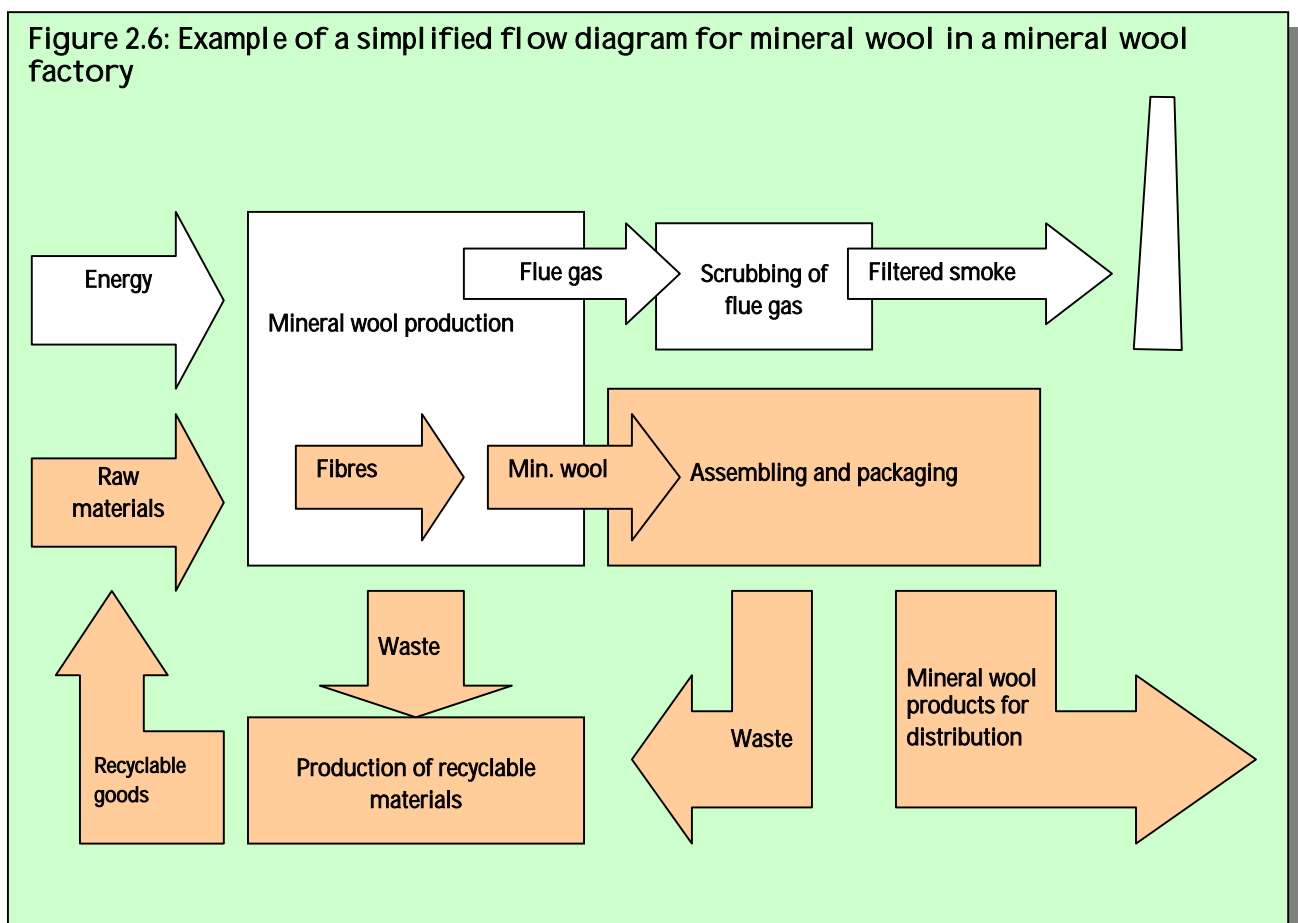 Figure 2.6: Example of a simplified flow diagram for mineral wool in a mineral wool
factory
Energy
Mineral wool production
Flue gas
Scrubbing of
flue gas
Filtered smoke
Raw
materials
Fibres
Min. wool
Assembling and packaging
Waste
Recyclable
goods
Production of recyclable
materials
Waste
Mineral wool
products for
distribution